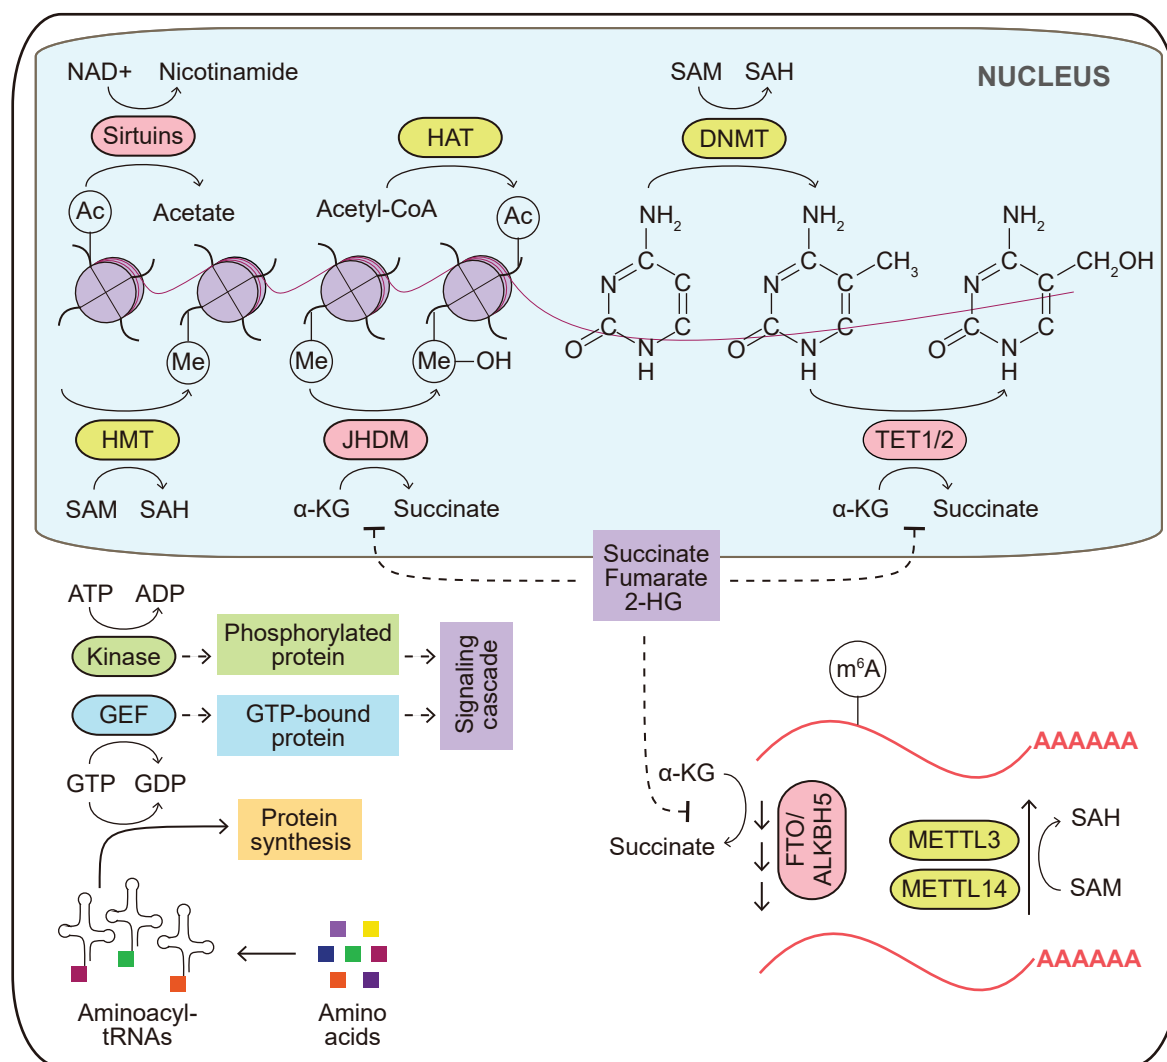 NAD+ Nicotinamide
SAM SAH
NUCLEUS
Sirtuins
HAT
DNMT
Ac
Acetate
Acetyl-CoA
Ac
NH₂
NH₂
NH₂
N
N
CH₃
N
CH₂OH
O
N
H
O
N
H
O
N
H
Me
Me
Me
OH
HMT
JHDM
TET1/2
SAM SAH
α-KG Succinate
α-KG Succinate
Succinate
Fumarate
2-HG
ATP ADP
Kinase
Phosphorylated
protein
Signaling
cascade
GEF
GTP-bound
protein
GTP GDP
Protein
synthesis
Aminoacyl-
tRNAs
Amino
acids
m⁶A
AAAAAA
α-KG
Succinate
FTO/
ALKBH5
METTL3
METTL14
SAH
SAM
AAAAAA